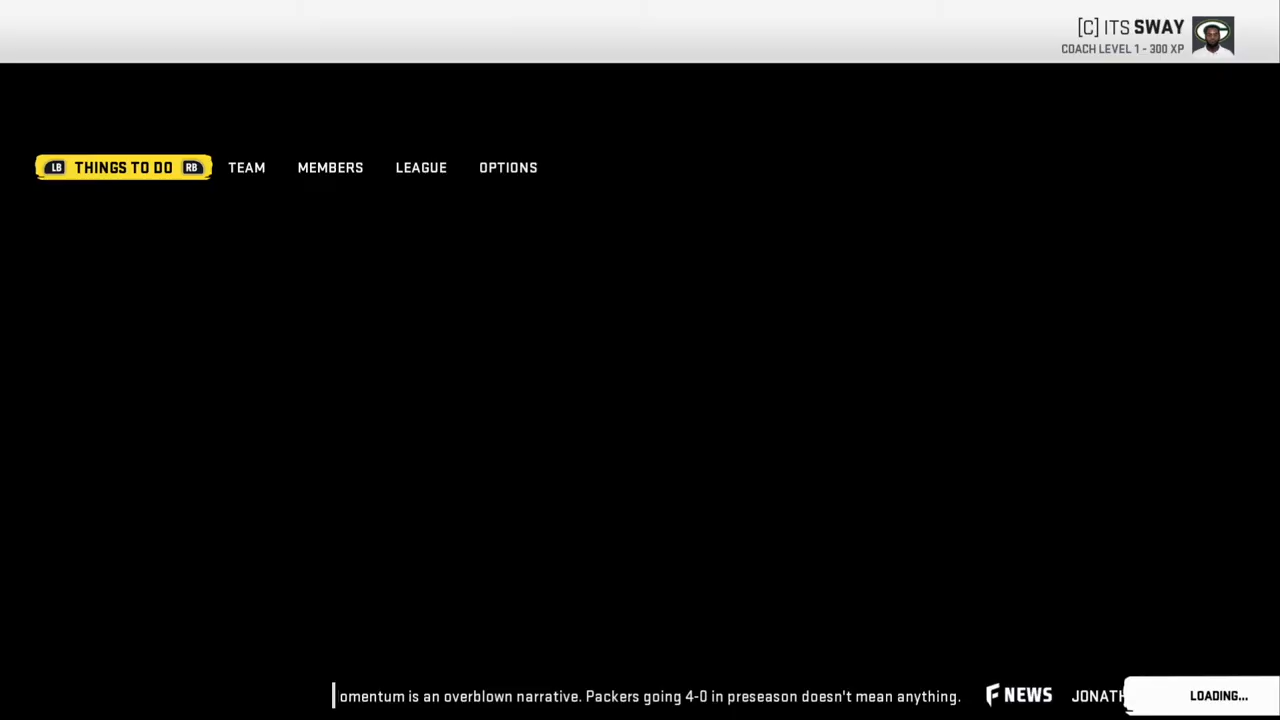 [C] ITS SWAY
COACH LEVEL 1 - 300 XP
LB THINGS TO DO RB TEAM MEMBERS LEAGUE OPTIONS
omentum is an overblown narrative. Packers going 4-0 in preseason doesn't mean anything. NEWS JONATH LOADING...